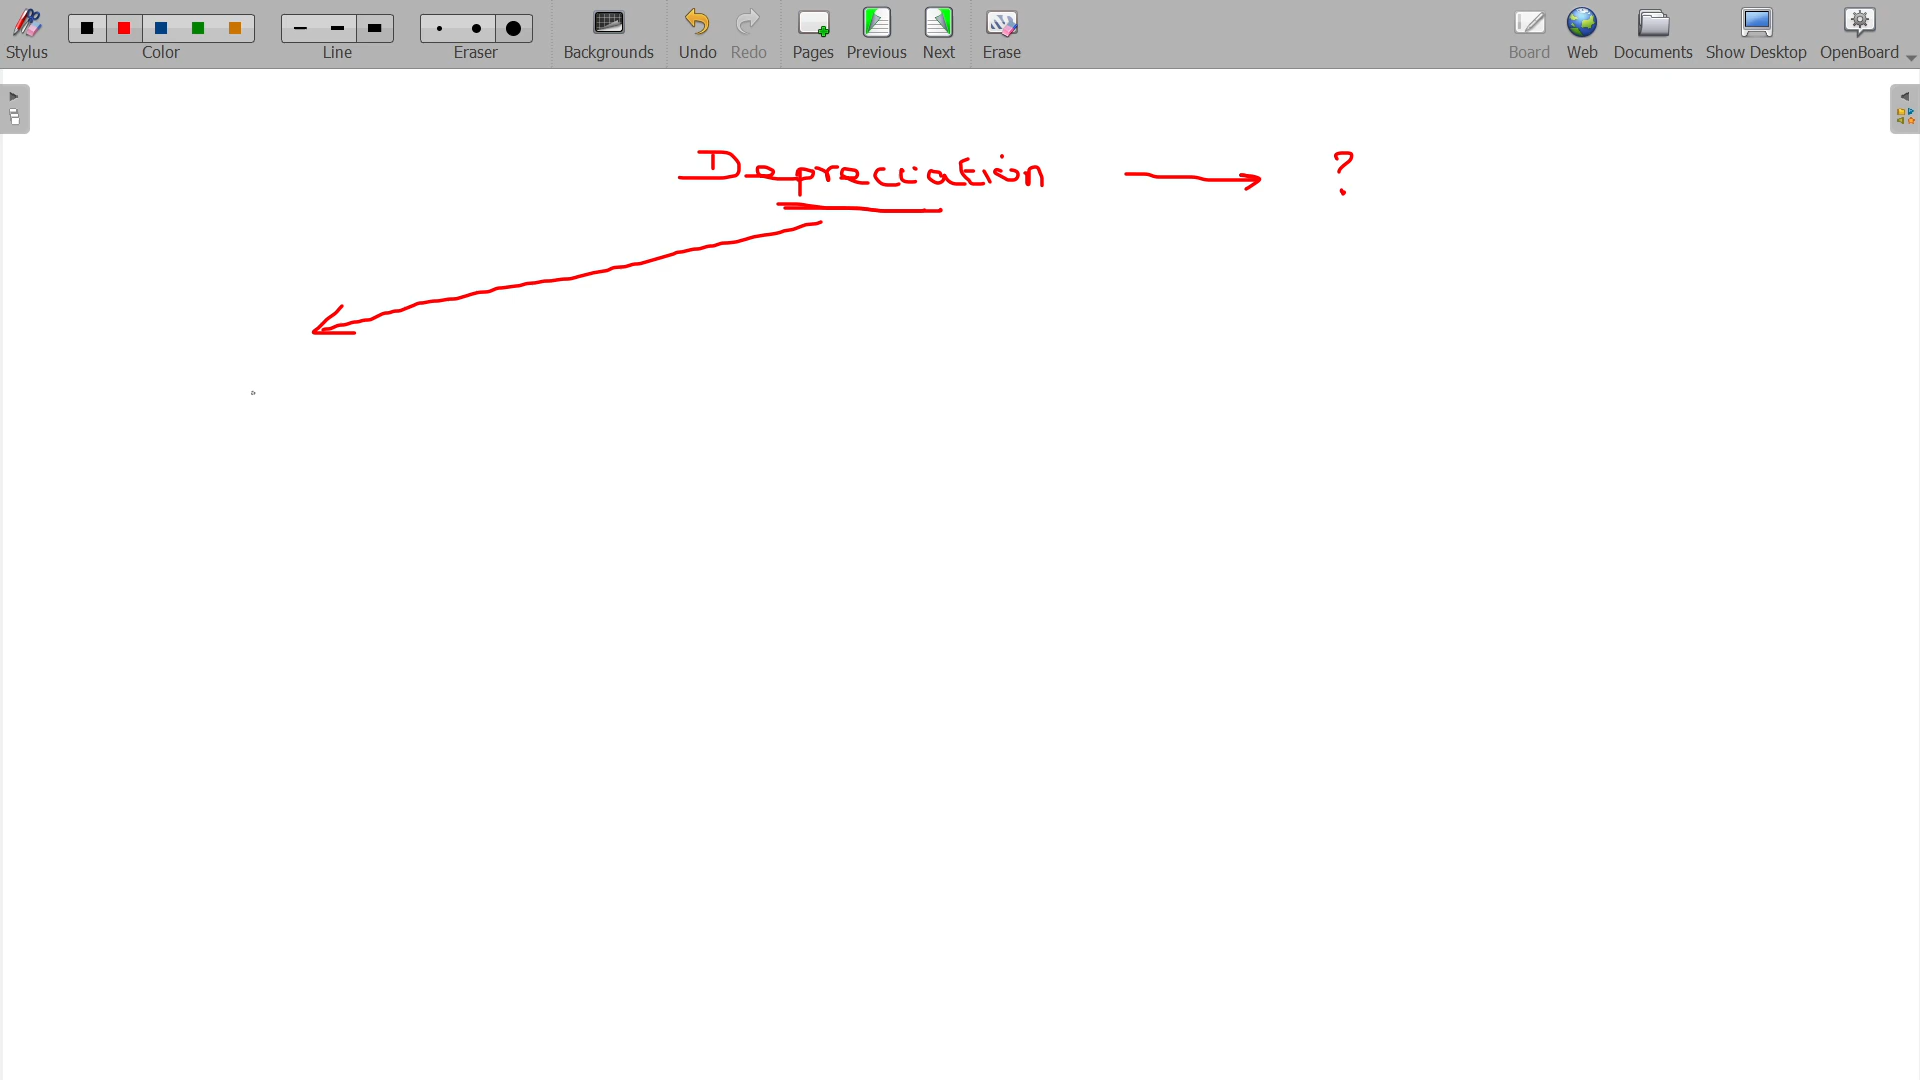 Stylus Color Line Eraser Backgrounds Undo Redo Pages Previous Next Erase Board Web Documents Show Desktop OpenBoard
Depreciation → ?